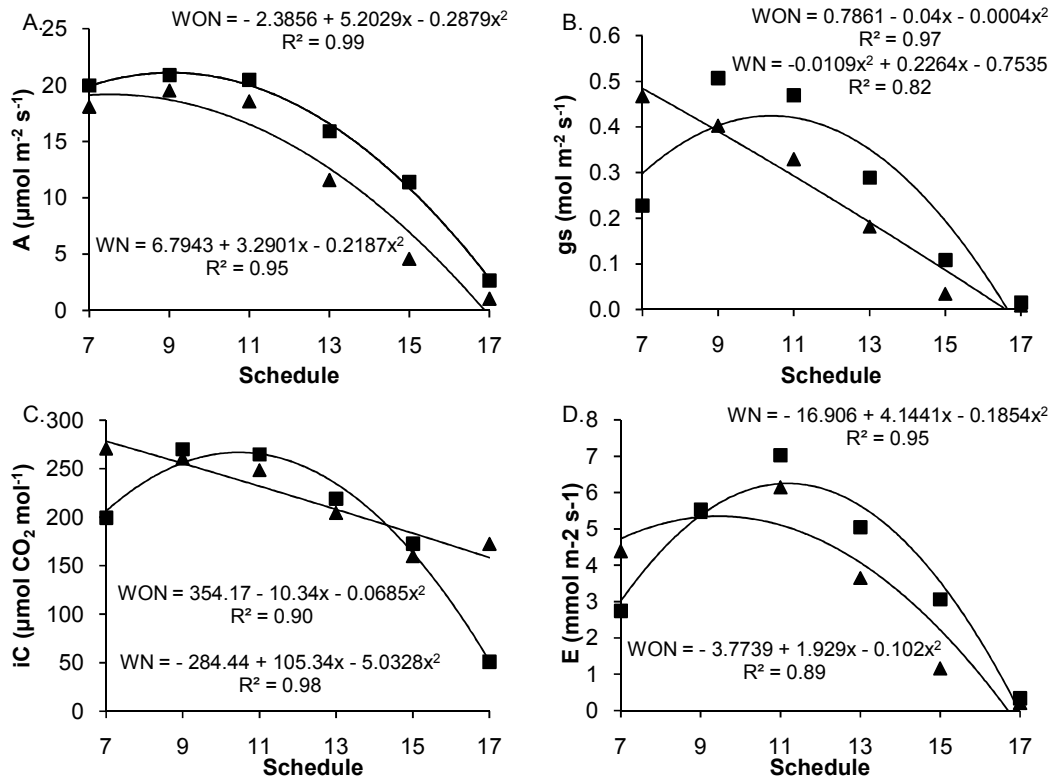 A.
WON = - 2.3856 + 5.2029x - 0.2879x²
R² = 0.99
25
20
15
10
5
0
A (µmol m⁻² s⁻¹)
WN = 6.7943 + 3.2901x - 0.2187x²
R² = 0.95
7 9 11 13 15 17
Schedule
B.
WON = 0.7861 - 0.04x - 0.0004x²
R² = 0.97
WN = -0.0109x² + 0.2264x - 0.7535
R² = 0.82
0.6
0.5
0.4
0.3
0.2
0.1
0.0
gs (mol m⁻² s⁻¹)
7 9 11 13 15 17
Schedule
C.
300
250
200
150
100
50
0
iC (µmol CO₂ mol⁻¹)
WON = 354.17 - 10.34x - 0.0685x²
R² = 0.90
WN = - 284.44 + 105.34x - 5.0328x²
R² = 0.98
7 9 11 13 15 17
Schedule
D.
WN = - 16.906 + 4.1441x - 0.1854x²
R² = 0.95
8
7
6
5
4
3
2
1
0
E (mmol m-2 s-1)
WON = - 3.7739 + 1.929x - 0.102x²
R² = 0.89
7 9 11 13 15 17
Schedule